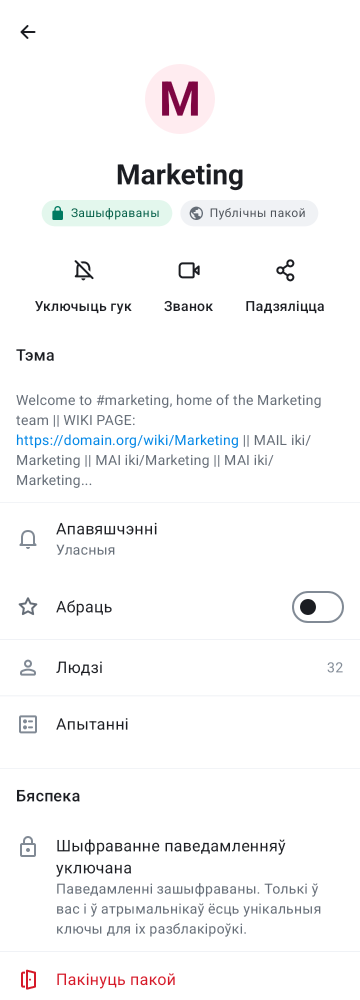 M
Marketing
Зашыфраваны
Публічны пакой
Уключыць гук
Званок
Падзяліцца
Тэма
Welcome to #marketing, home of the Marketing
team || WIKI PAGE:
https://domain.org/wiki/Marketing || MAIL iki/
Marketing || MAI iki/Marketing || MAI iki/
Marketing...
Апавяшчэнні
Уласныя
Абраць
Людзі
32
Апытанні
Бяспека
Шыфраванне паведамленняў
уключана
Паведамленні зашыфраваны. Толькі ў
вас і ў атрымальнікаў ёсць унікальныя
ключы для іх разблакіроўкі.
Пакінуць пакой